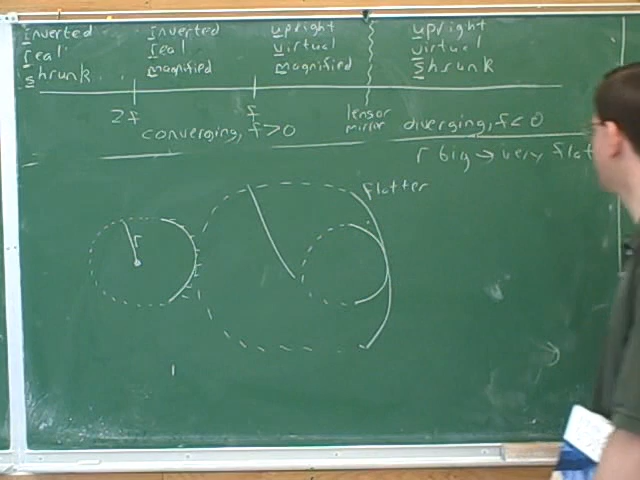 inverted inverted upright upright
real real virtual virtual
shrunk magnified magnified shrunk
2f f lens or
mirror
converging, f>0 diverging, f<0
r big → very flat
flatter
r